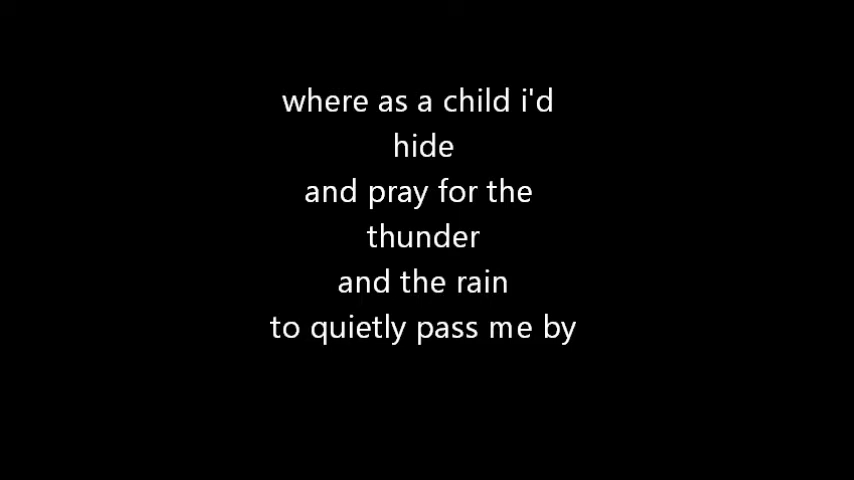 where as a child i'd
hide
and pray for the
thunder
and the rain
to quietly pass me by